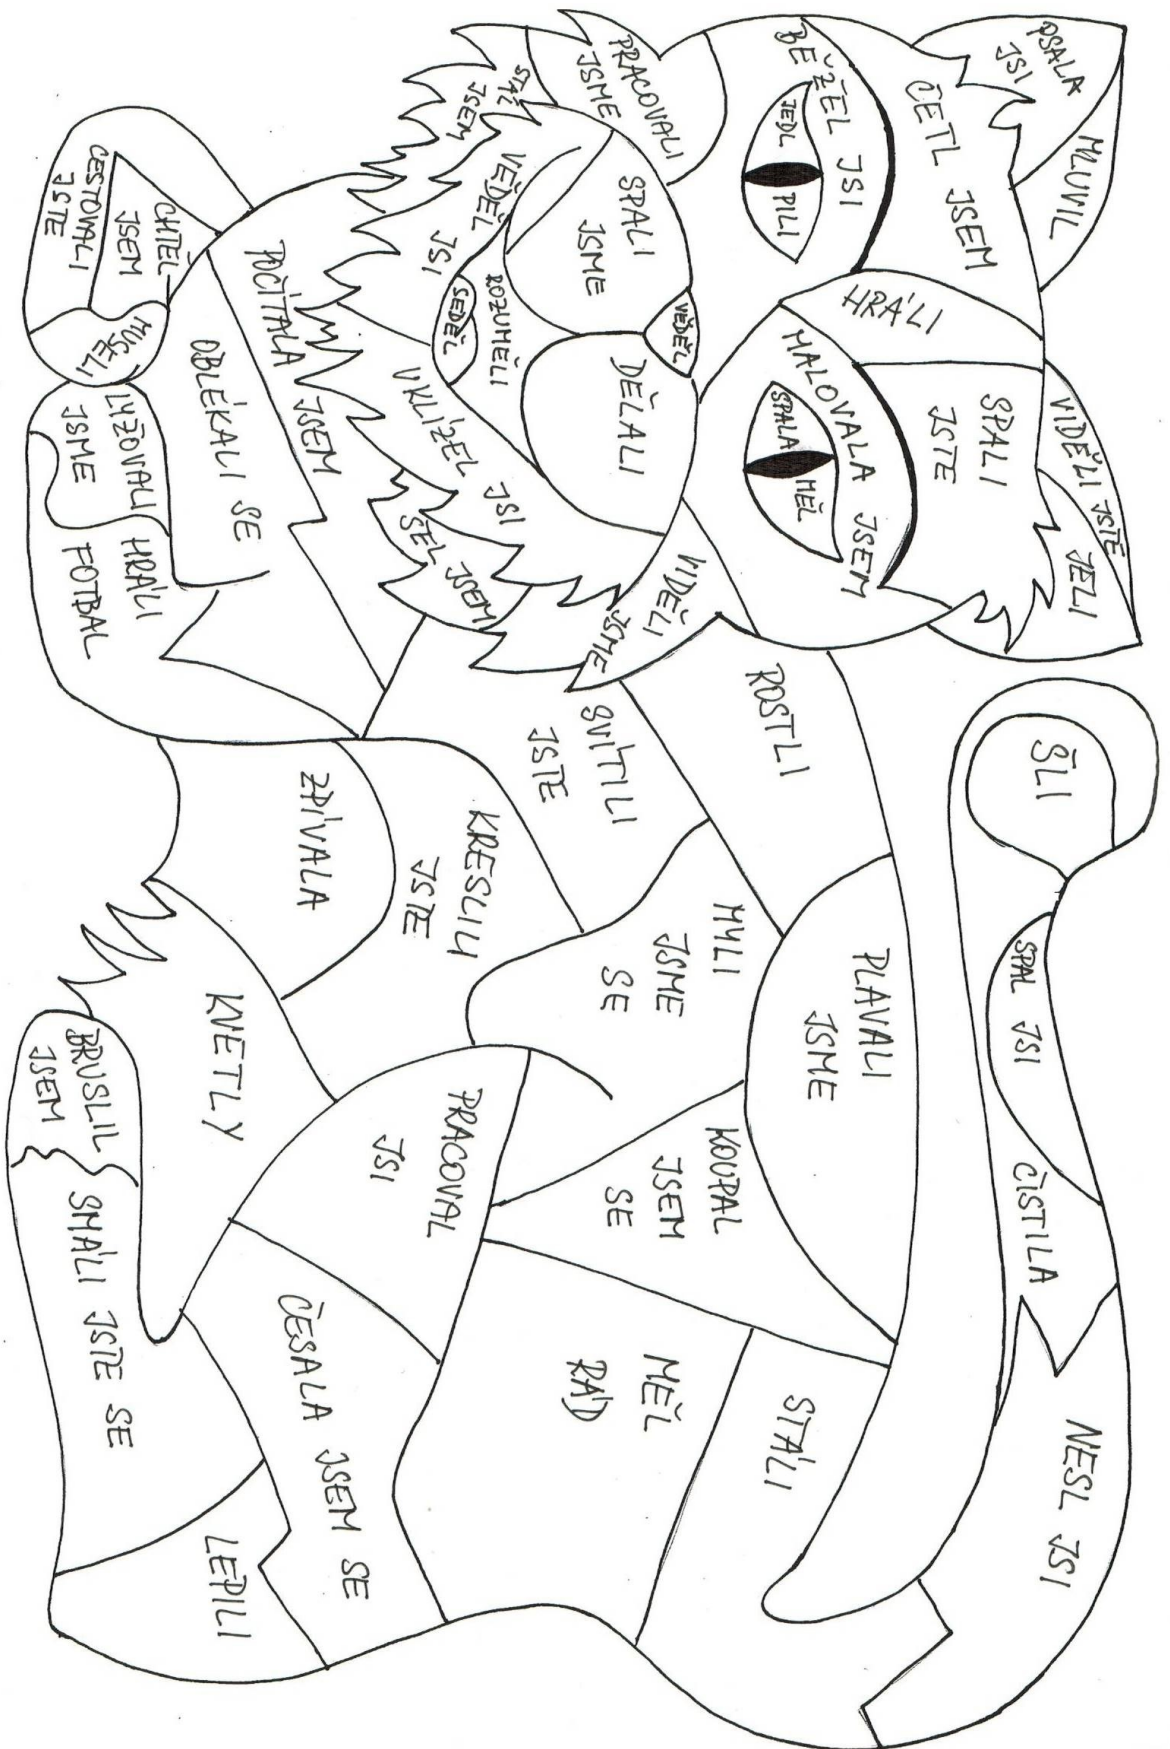 PSALA
JSI
MLUVIL
ČETL JSEM
BĚŽEL JSI
JEDL
PILI
PRACOVALI
JSME
STÁL
JSEM
HRÁLI
SPALI
JSTE
VIDĚLI JSTE
JELI
MALOVALA JSEM
SPALA
MĚL
SPALI
JSME
VĚDĚL
DĚLALI
VĚDĚL
JSI
ROZUMĚLI
SEDĚL
UKLÍZEL JSI
ŠEL JSEM
VIDĚLI
JSME
POČÍTALA
JSEM
OBLÉKALI SE
CHTĚL
JSEM
CESTOVALI
JSTE
MUSELI
LYŽOVALI
JSME
HRÁLI
FOTBAL
ŠLI
ROSTLI
SVÍTILI
JSTE
KRESLILI
JSTE
ZPÍVALA
SPAL JSI
PLAVALI
JSME
MYLI
JSME
SE
KVETLY
BRUSLIL
JSEM
ČISTILA
KOUPAL
JSEM
SE
PRACOVAL
JSI
SMÁLI JSTE SE
NESL JSI
STÁLI
MĚL
RÁD
ČESALA JSEM SE
LEPILI